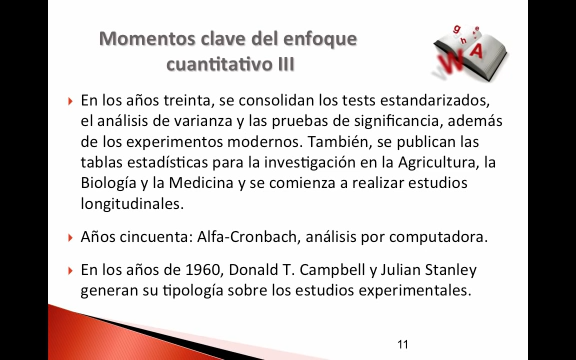 Momentos clave del enfoque
cuantitativo III
En los años treinta, se consolidan los tests estandarizados,
el análisis de varianza y las pruebas de significancia, además
de los experimentos modernos. También, se publican las
tablas estadísticas para la investigación en la Agricultura, la
Biología y la Medicina y se comienza a realizar estudios
longitudinales.
Años cincuenta: Alfa-Cronbach, análisis por computadora.
En los años de 1960, Donald T. Campbell y Julian Stanley
generan su tipología sobre los estudios experimentales.
11